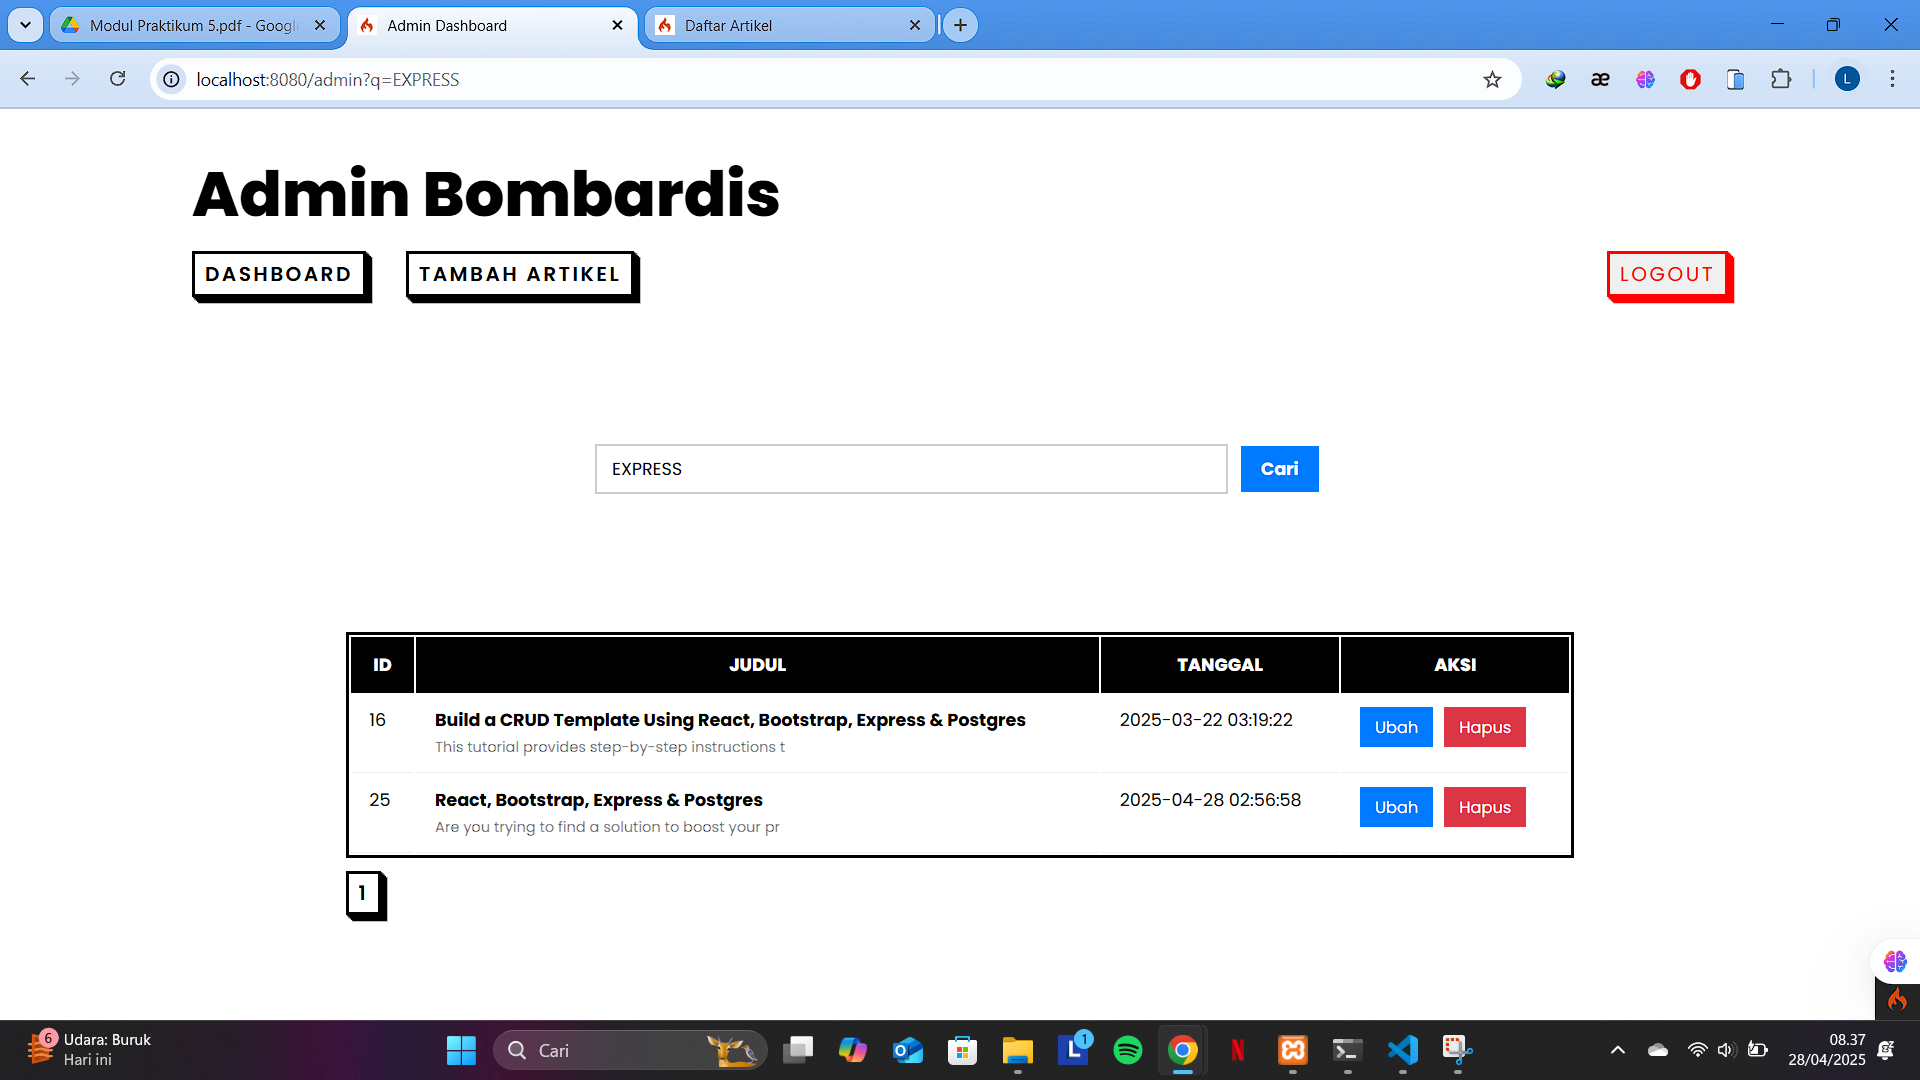 Modul Praktikum 5.pdf - Googl
Admin Dashboard
Daftar Artikel
localhost:8080/admin?q=EXPRESS
L
Admin Bombardis
DASHBOARD
TAMBAH ARTIKEL
LOGOUT
EXPRESS
Cari
ID JUDUL TANGGAL AKSI
16 Build a CRUD Template Using React, Bootstrap, Express & Postgres 2025-03-22 03:19:22 Ubah Hapus
This tutorial provides step-by-step instructions t
25 React, Bootstrap, Express & Postgres 2025-04-28 02:56:58 Ubah Hapus
Are you trying to find a solution to boost your pr
1
6
Udara: Buruk
Hari ini
Cari
L
1
08.37
28/04/2025